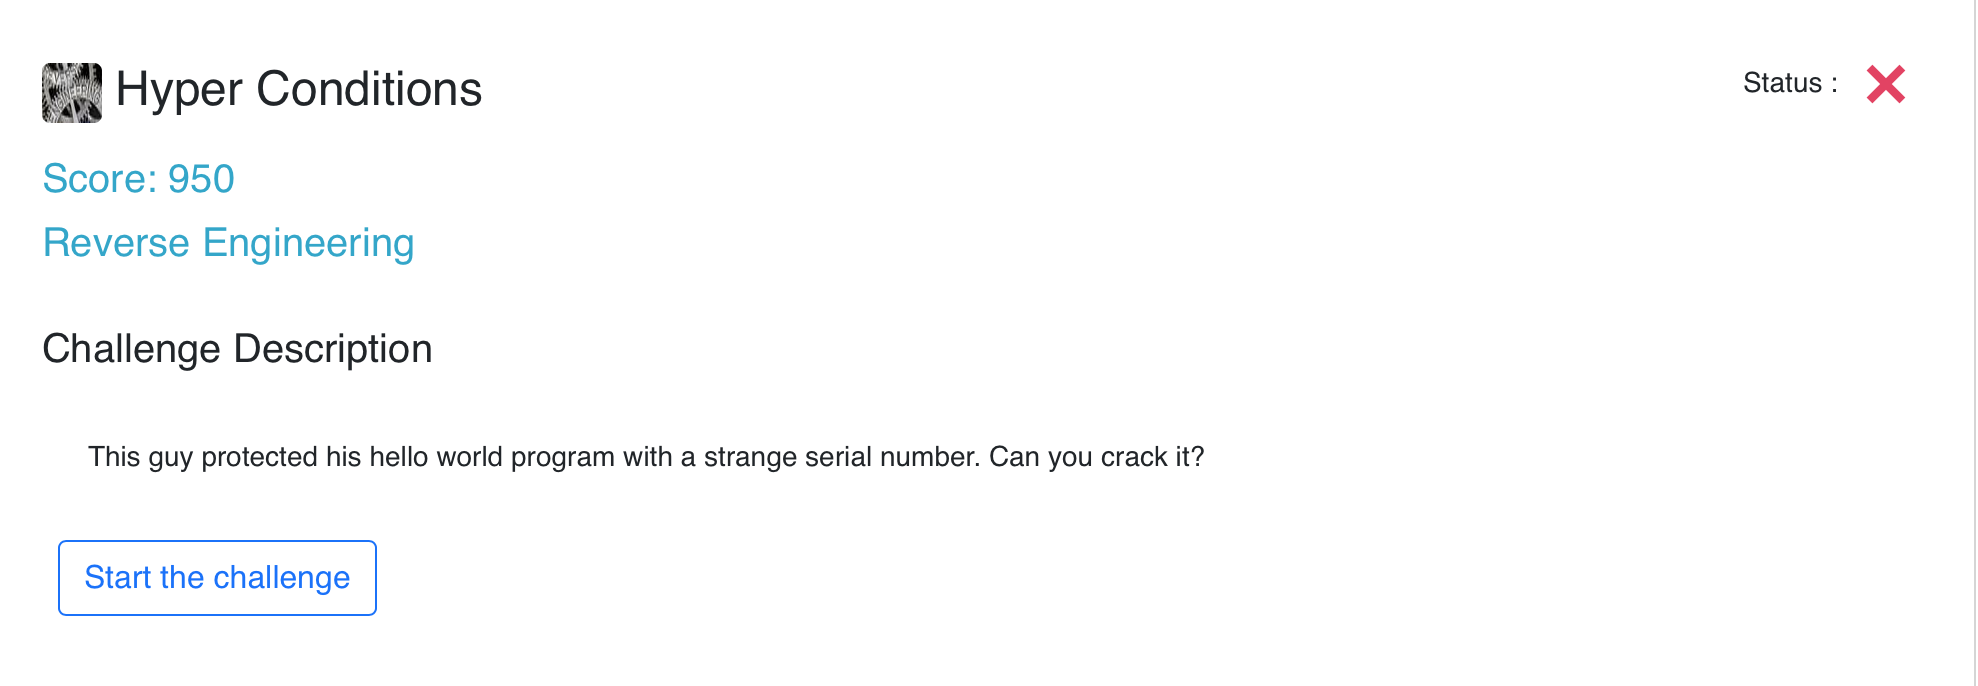 Hyper Conditions
Status :
Score: 950
Reverse Engineering
Challenge Description
This guy protected his hello world program with a strange serial number. Can you crack it?
Start the challenge